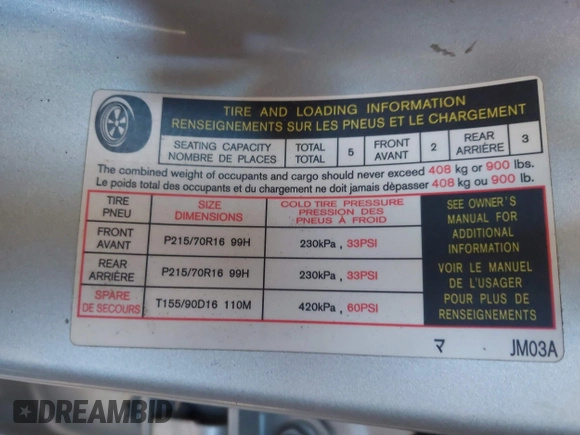 TIRE AND LOADING INFORMATION
RENSEIGNEMENTS SUR LES PNEUS ET LE CHARGEMENT
SEATING CAPACITY TOTAL 5 FRONT 2 REAR 3
NOMBRE DE PLACES TOTAL AVANT ARRIÈRE
The combined weight of occupants and cargo should never exceed 408 kg or 900 lbs.
Le poids total des occupants et du chargement ne doit jamais dépasser 408 kg ou 900 lb.
TIRE SIZE COLD TIRE PRESSURE
PNEU DIMENSIONS PRESSION DES PNEUS À FROID
FRONT AVANT P215/70R16 99H 230kPa , 33PSI
REAR ARRIÈRE P215/70R16 99H 230kPa , 33PSI
SPARE DE SECOURS T155/90D16 110M 420kPa , 60PSI
SEE OWNER'S
MANUAL FOR
ADDITIONAL
INFORMATION
VOIR LE MANUEL
DE L'USAGER
POUR PLUS DE
RENSEIGNEMENTS
र JM03A
DREAMBID